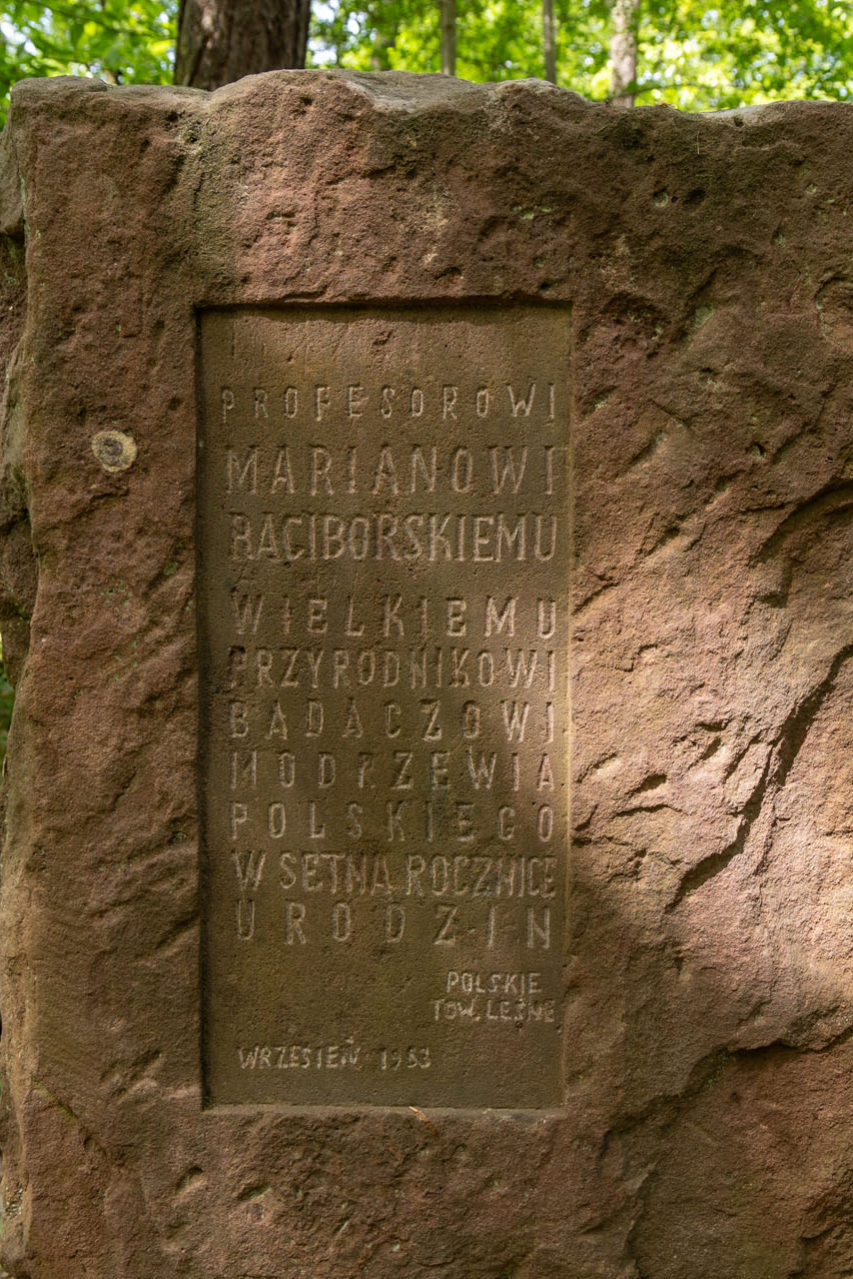 PROFESOROWI
MARIANOWI
RACIBORSKIEMU
WIELKIEMU
PRZYRODNIKOWI
BADACZOWI
MODRZEWIA
POLSKIEGO
W SETNĄ ROCZNICĘ
URODZIN
POLSKIE
TOW. LEŚNE
WRZESIEŃ 1963